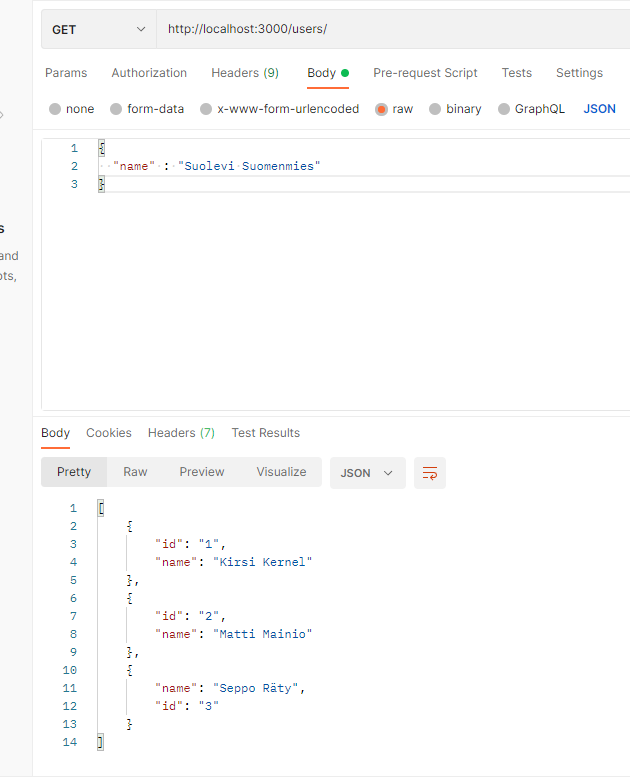 GET http://localhost:3000/users/
Params Authorization Headers (9) Body Pre-request Script Tests Settings
none form-data x-www-form-urlencoded raw binary GraphQL JSON
1 {
2 "name" : "Suolevi Suomenmies"
3 }
s
and
ots,
Body Cookies Headers (7) Test Results
Pretty Raw Preview Visualize JSON
1 [
2 {
3 "id": "1",
4 "name": "Kirsi Kernel"
5 },
6 {
7 "id": "2",
8 "name": "Matti Mainio"
9 },
10 {
11 "name": "Seppo Räty",
12 "id": "3"
13 }
14 ]